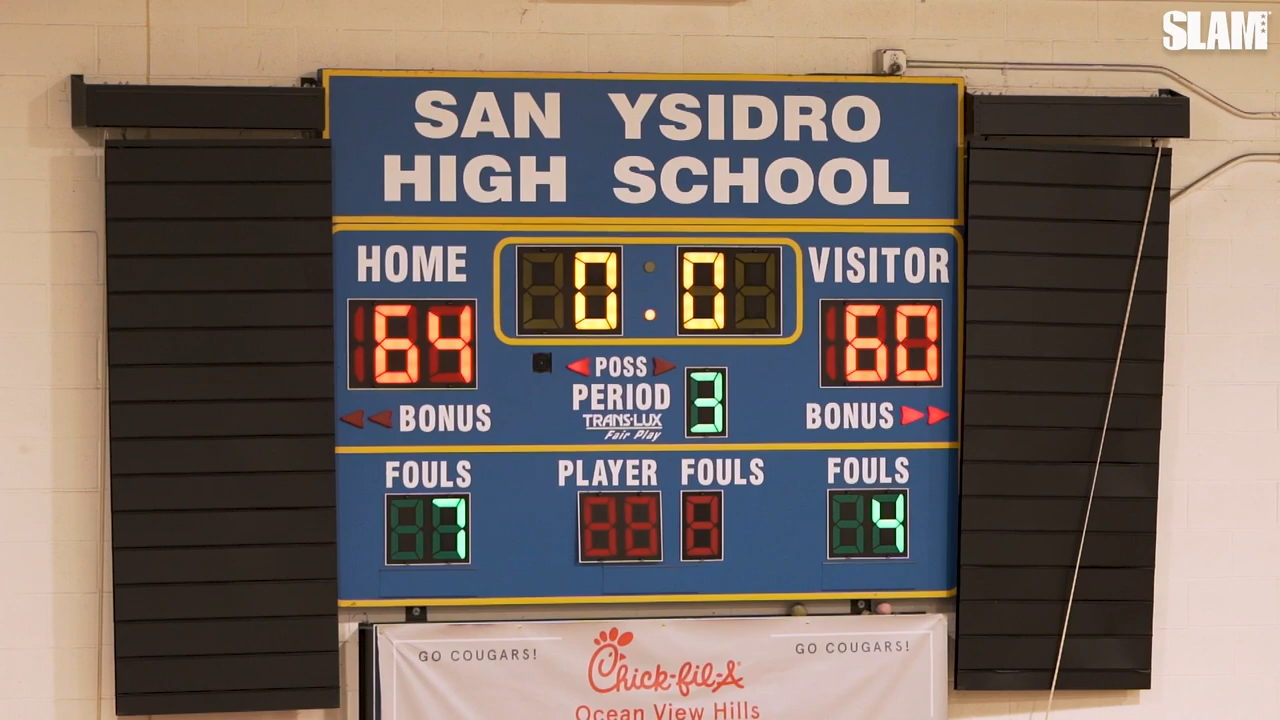 SLAM
SAN YSIDRO
HIGH SCHOOL
HOME
0.0
VISITOR
64
60
POSS
PERIOD
3
TRANS-LUX
Fair Play
BONUS
BONUS
FOULS
PLAYER FOULS
FOULS
7
4
GO COUGARS!
Chick-fil-A
GO COUGARS!
Ocean View Hills